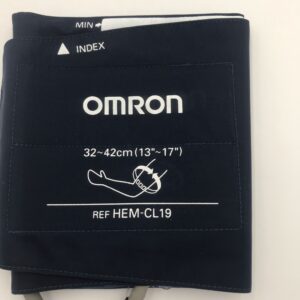 MIN
INDEX
OMRON
32~42cm (13"~17")
REF HEM-CL19